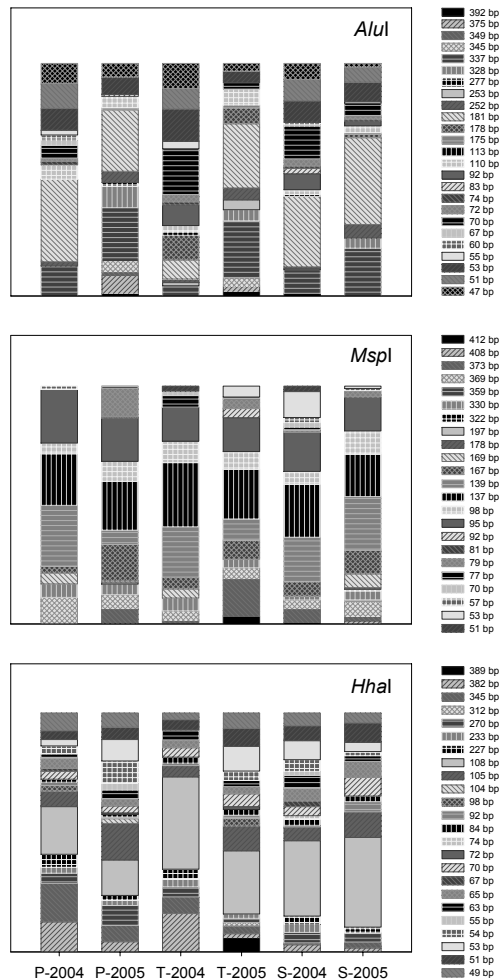 AluI
392 bp
375 bp
349 bp
345 bp
337 bp
328 bp
277 bp
253 bp
252 bp
181 bp
178 bp
175 bp
113 bp
110 bp
92 bp
83 bp
74 bp
72 bp
70 bp
67 bp
60 bp
55 bp
53 bp
51 bp
47 bp
MspI
412 bp
408 bp
373 bp
369 bp
359 bp
330 bp
322 bp
197 bp
178 bp
169 bp
167 bp
139 bp
137 bp
98 bp
95 bp
92 bp
81 bp
79 bp
77 bp
70 bp
57 bp
53 bp
51 bp
HhaI
389 bp
382 bp
345 bp
312 bp
270 bp
233 bp
227 bp
108 bp
105 bp
104 bp
98 bp
92 bp
84 bp
74 bp
72 bp
70 bp
67 bp
65 bp
63 bp
55 bp
54 bp
53 bp
51 bp
49 bp
P-2004 P-2005 T-2004 T-2005 S-2004 S-2005